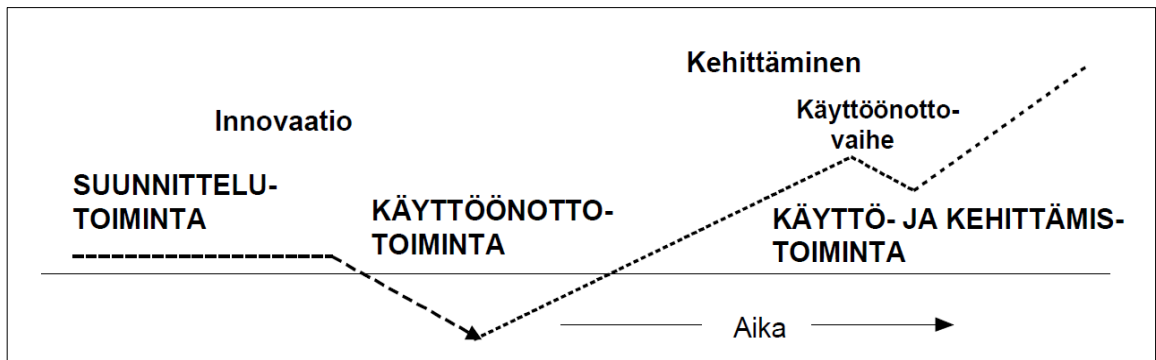 Kehittäminen
Innovaatio
Käyttöönotto-
vaihe
SUUNNITTELU-
TOIMINTA
KÄYTTÖÖNOTTO-
TOIMINTA
KÄYTTÖ- JA KEHITTÄMIS-
TOIMINTA
Aika